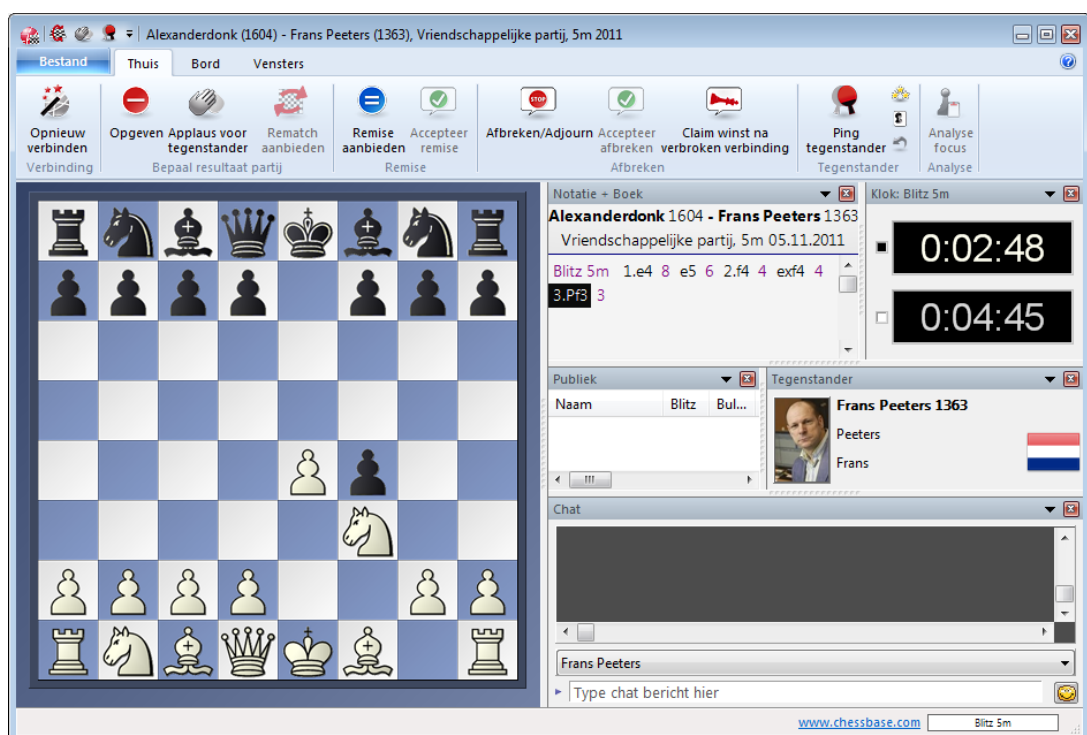 Alexanderdonk (1604) - Frans Peeters (1363), Vriendschappelijke partij, 5m 2011
Bestand Thuis Bord Vensters
Opnieuw verbinden
Verbinding
Opgeven
Applaus voor tegenstander
Rematch aanbieden
Bepaal resultaat partij
Remise aanbieden
Accepteer remise
Remise
STOP
Afbreken/Adjourn
Accepteer afbreken
Claim winst na verbroken verbinding
Afbreken
Ping tegenstander
Tegenstander
Analyse focus
Analyse
Notatie + Boek
Alexanderdonk 1604 - Frans Peeters 1363
Vriendschappelijke partij, 5m 05.11.2011
Blitz 5m 1.e4 8 e5 6 2.f4 4 exf4 4
3.Pf3 3
Klok: Blitz 5m
0:02:48
0:04:45
Publiek
Naam Blitz Bul...
Tegenstander
Frans Peeters 1363
Peeters
Frans
Chat
Frans Peeters
Type chat bericht hier
www.chessbase.com Blitz 5m